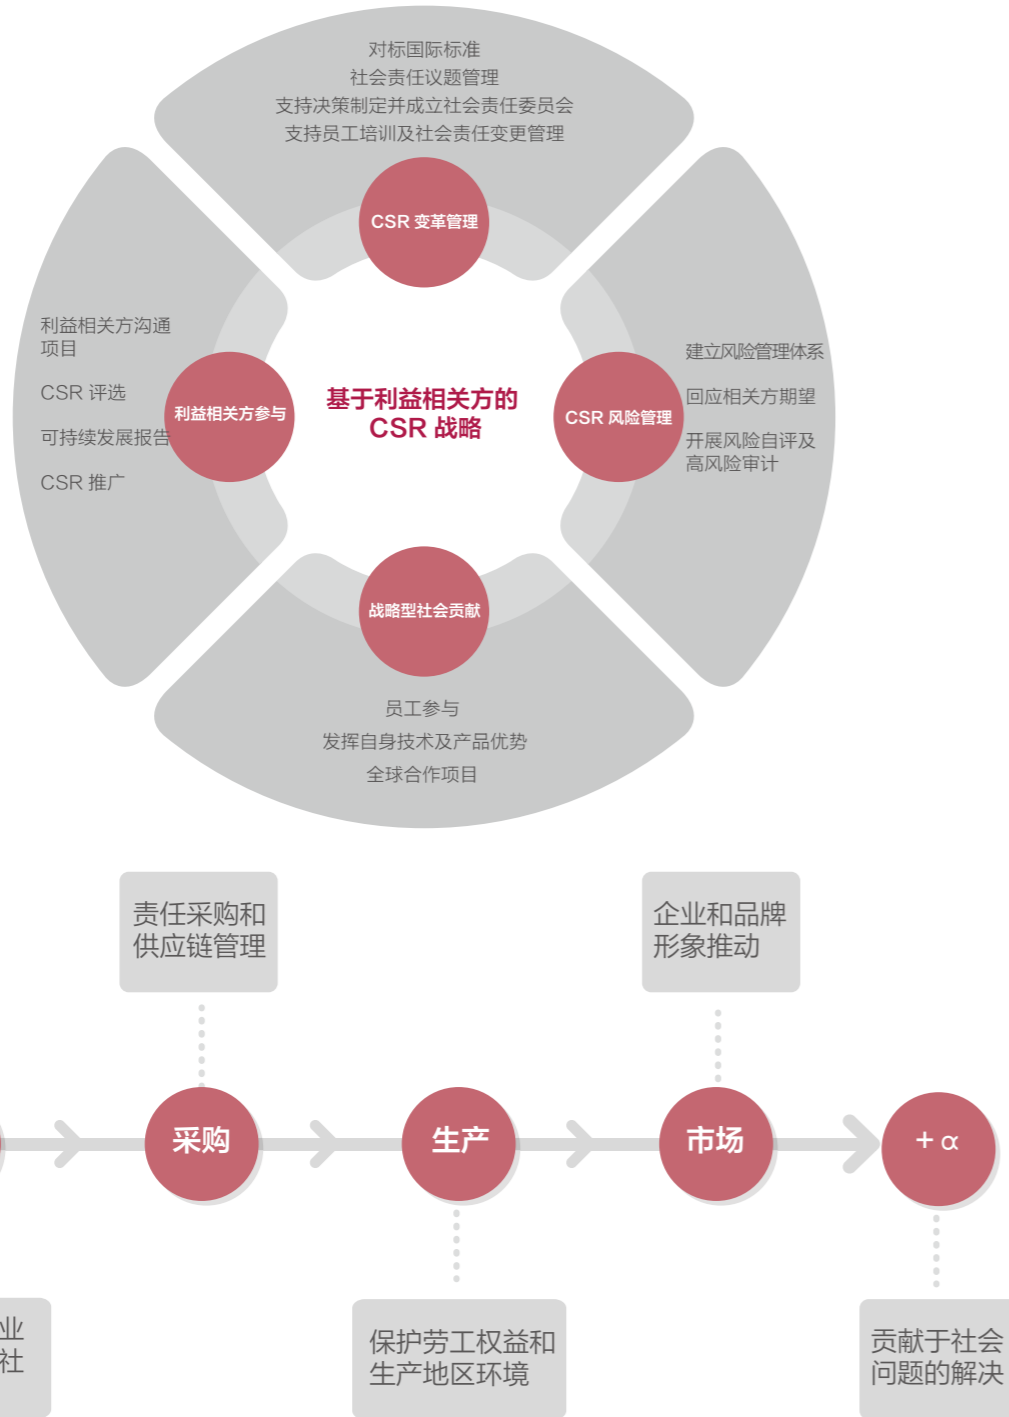 对标国际标准
社会责任议题管理
支持决策制定并成立社会责任委员会
支持员工培训及社会责任变更管理
CSR 变革管理
利益相关方沟通
项目
CSR 评选
可持续发展报告
CSR 推广
利益相关方参与
基于利益相关方的
CSR 战略
CSR 风险管理
建立风险管理体系
回应相关方期望
开展风险自评及
高风险审计
战略型社会贡献
员工参与
发挥自身技术及产品优势
全球合作项目
责任采购和
供应链管理
企业和品牌
形象推动
采购
生产
市场
+ α
业
社
保护劳工权益和
生产地区环境
贡献于社会
问题的解决